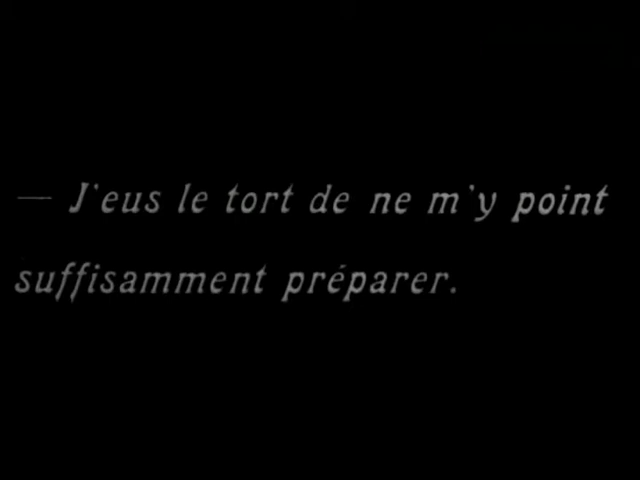 — J'eus le tort de ne m'y point
suffisamment préparer.